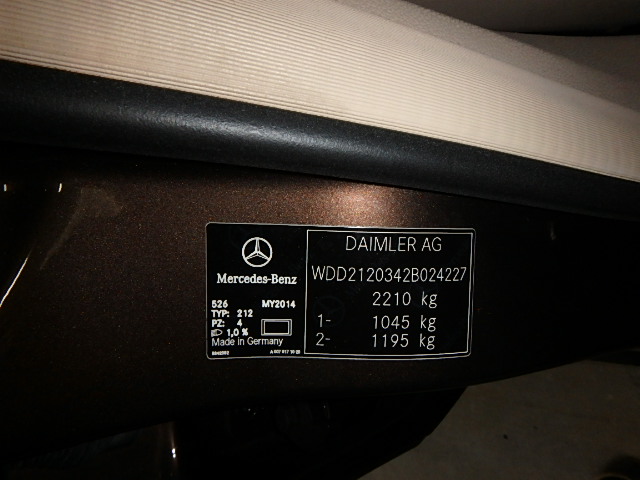 Mercedes-Benz
526 MY2014
TYP: 212
PZ: 4
1,0 %
Made in Germany
DAIMLER AG
WDD2120342B024227
2210 kg
1- 1045 kg
2- 1195 kg